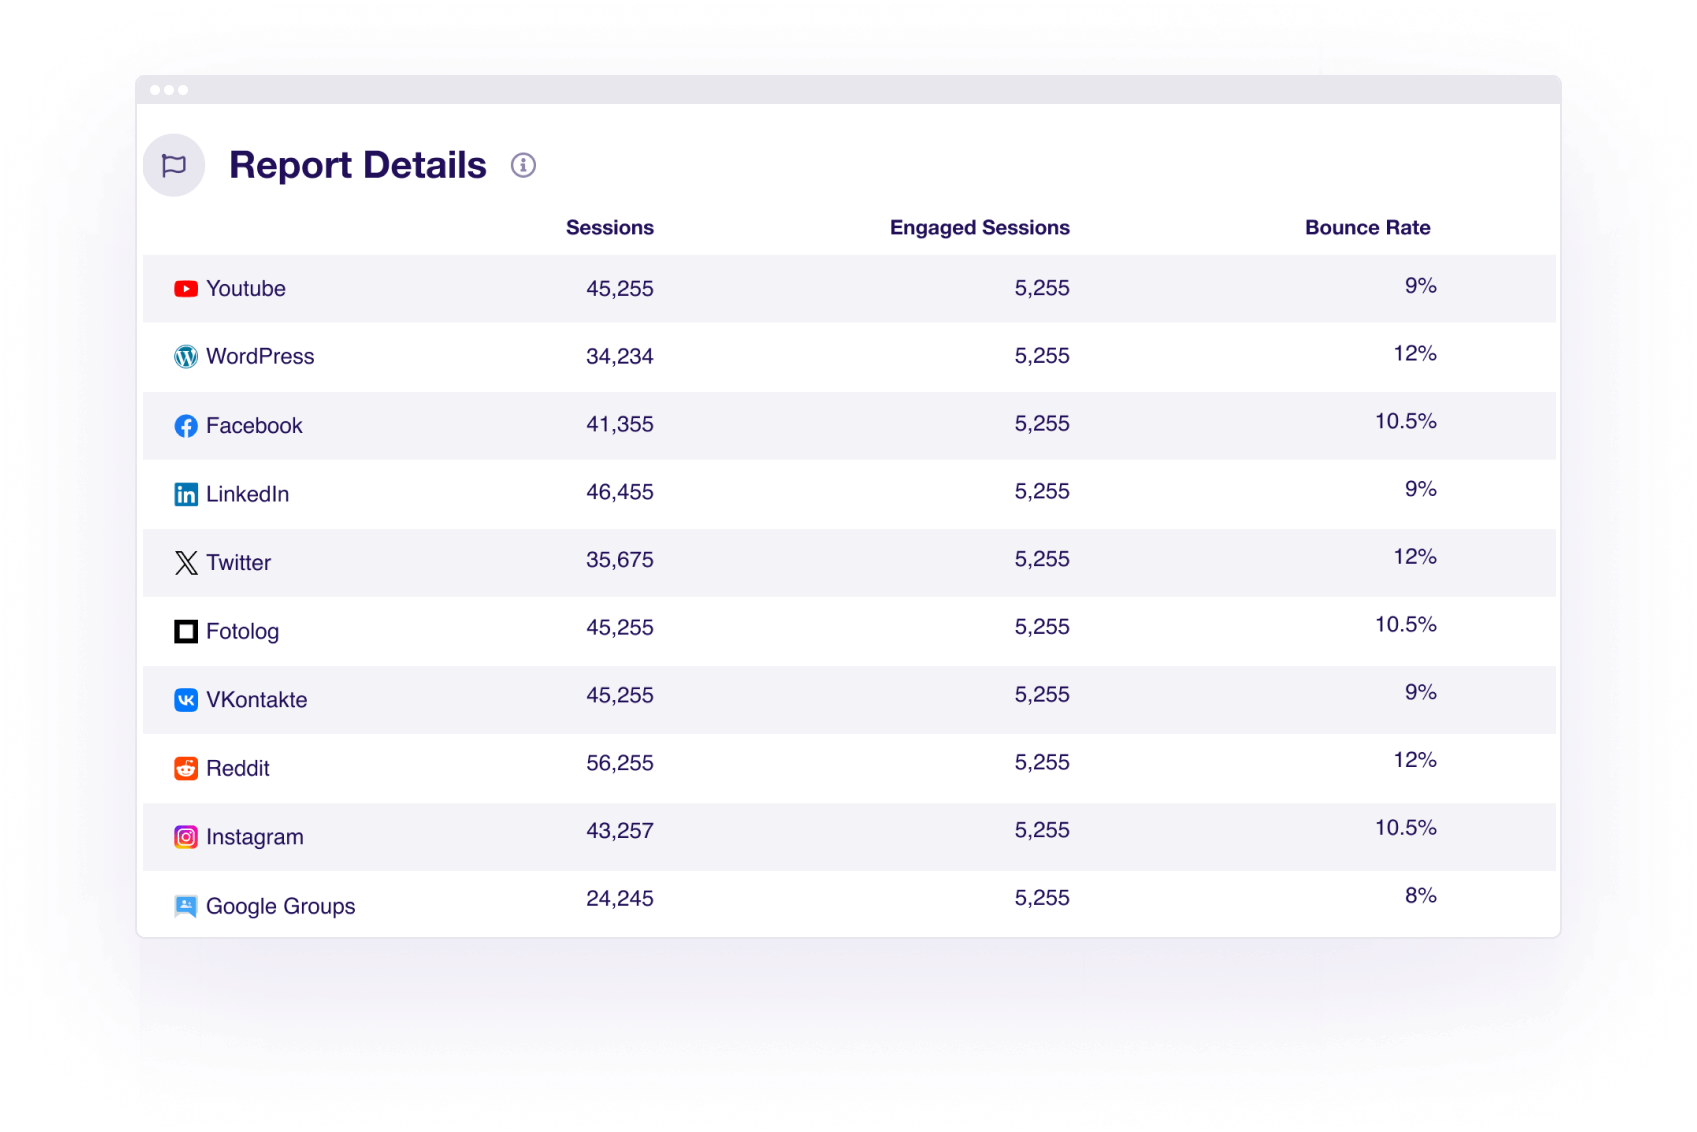 Report Details
Sessions Engaged Sessions Bounce Rate
Youtube 45,255 5,255 9%
WordPress 34,234 5,255 12%
Facebook 41,355 5,255 10.5%
LinkedIn 46,455 5,255 9%
Twitter 35,675 5,255 12%
Fotolog 45,255 5,255 10.5%
VKontakte 45,255 5,255 9%
Reddit 56,255 5,255 12%
Instagram 43,257 5,255 10.5%
Google Groups 24,245 5,255 8%